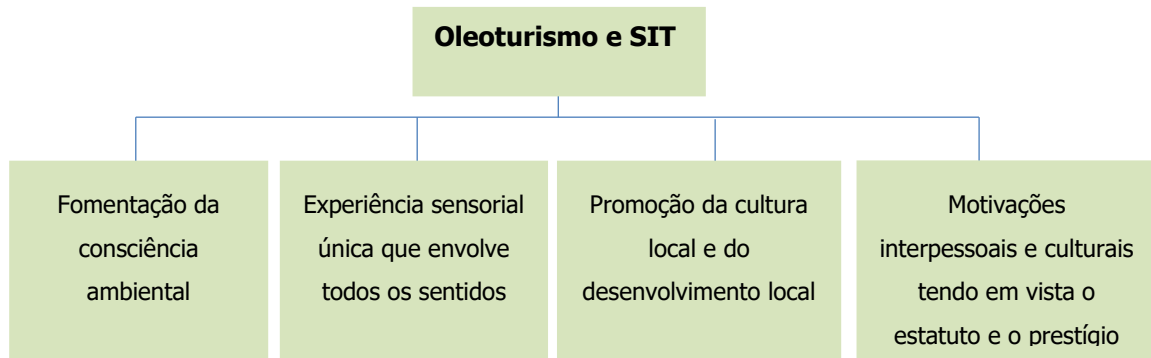 Oleoturismo e SIT
Fomentação da
consciência
ambiental
Experiência sensorial
única que envolve
todos os sentidos
Promoção da cultura
local e do
desenvolvimento local
Motivações
interpessoais e culturais
tendo em vista o
estatuto e o prestígio